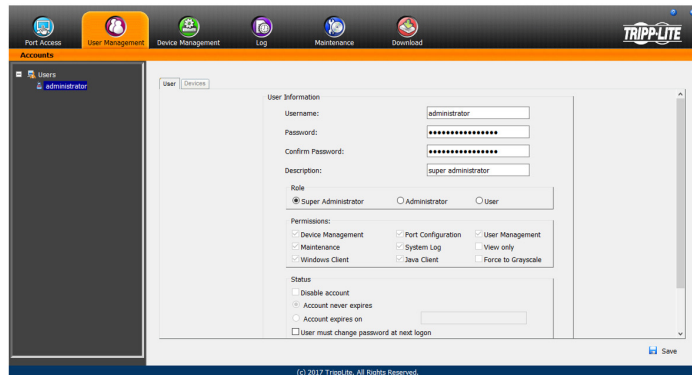 Port Access User Management Device Management Log Maintenance Download TRIPP·LITE
Accounts
Users
administrator
User Devices
User Information
Username: administrator
Password: ••••••••••••••••
Confirm Password: ••••••••••••••••
Description: super administrator
Role
Super Administrator Administrator User
Permissions:
Device Management Port Configuration User Management
Maintenance System Log View only
Windows Client Java Client Force to Grayscale
Status
Disable account
Account never expires
Account expires on
User must change password at next logon
Save
(c) 2017 TrippLite. All Rights Reserved.